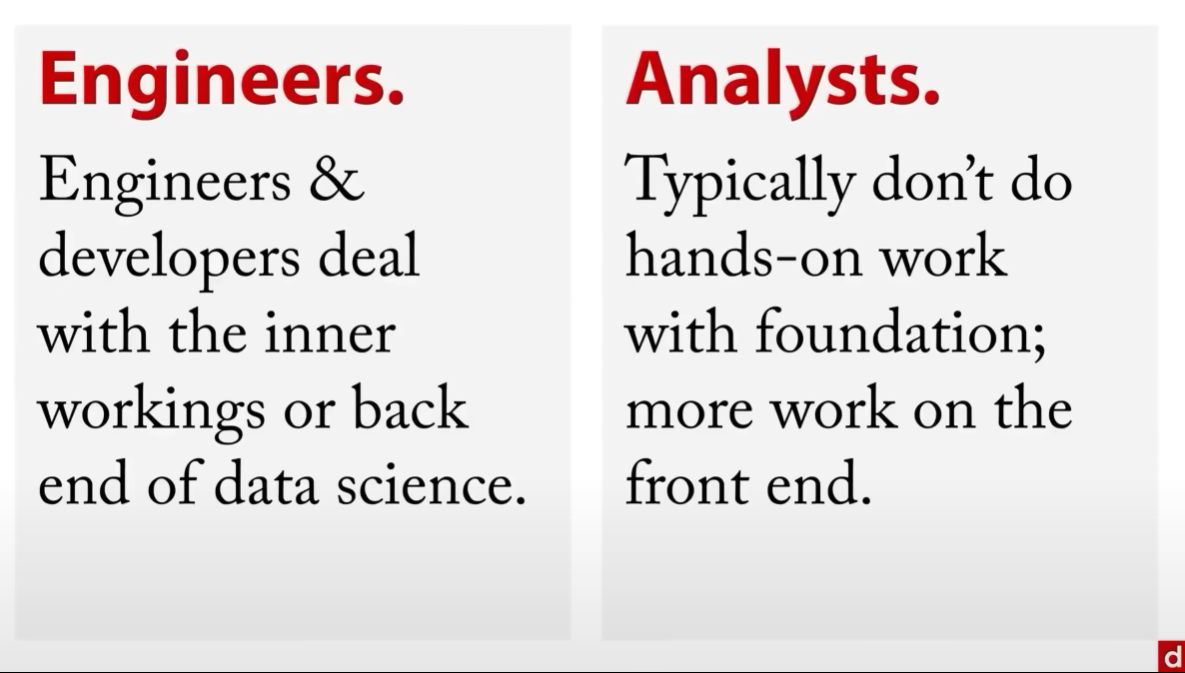 Engineers.
Engineers &
developers deal
with the inner
workings or back
end of data science.
Analysts.
Typically don’t do
hands-on work
with foundation;
more work on the
front end.
d